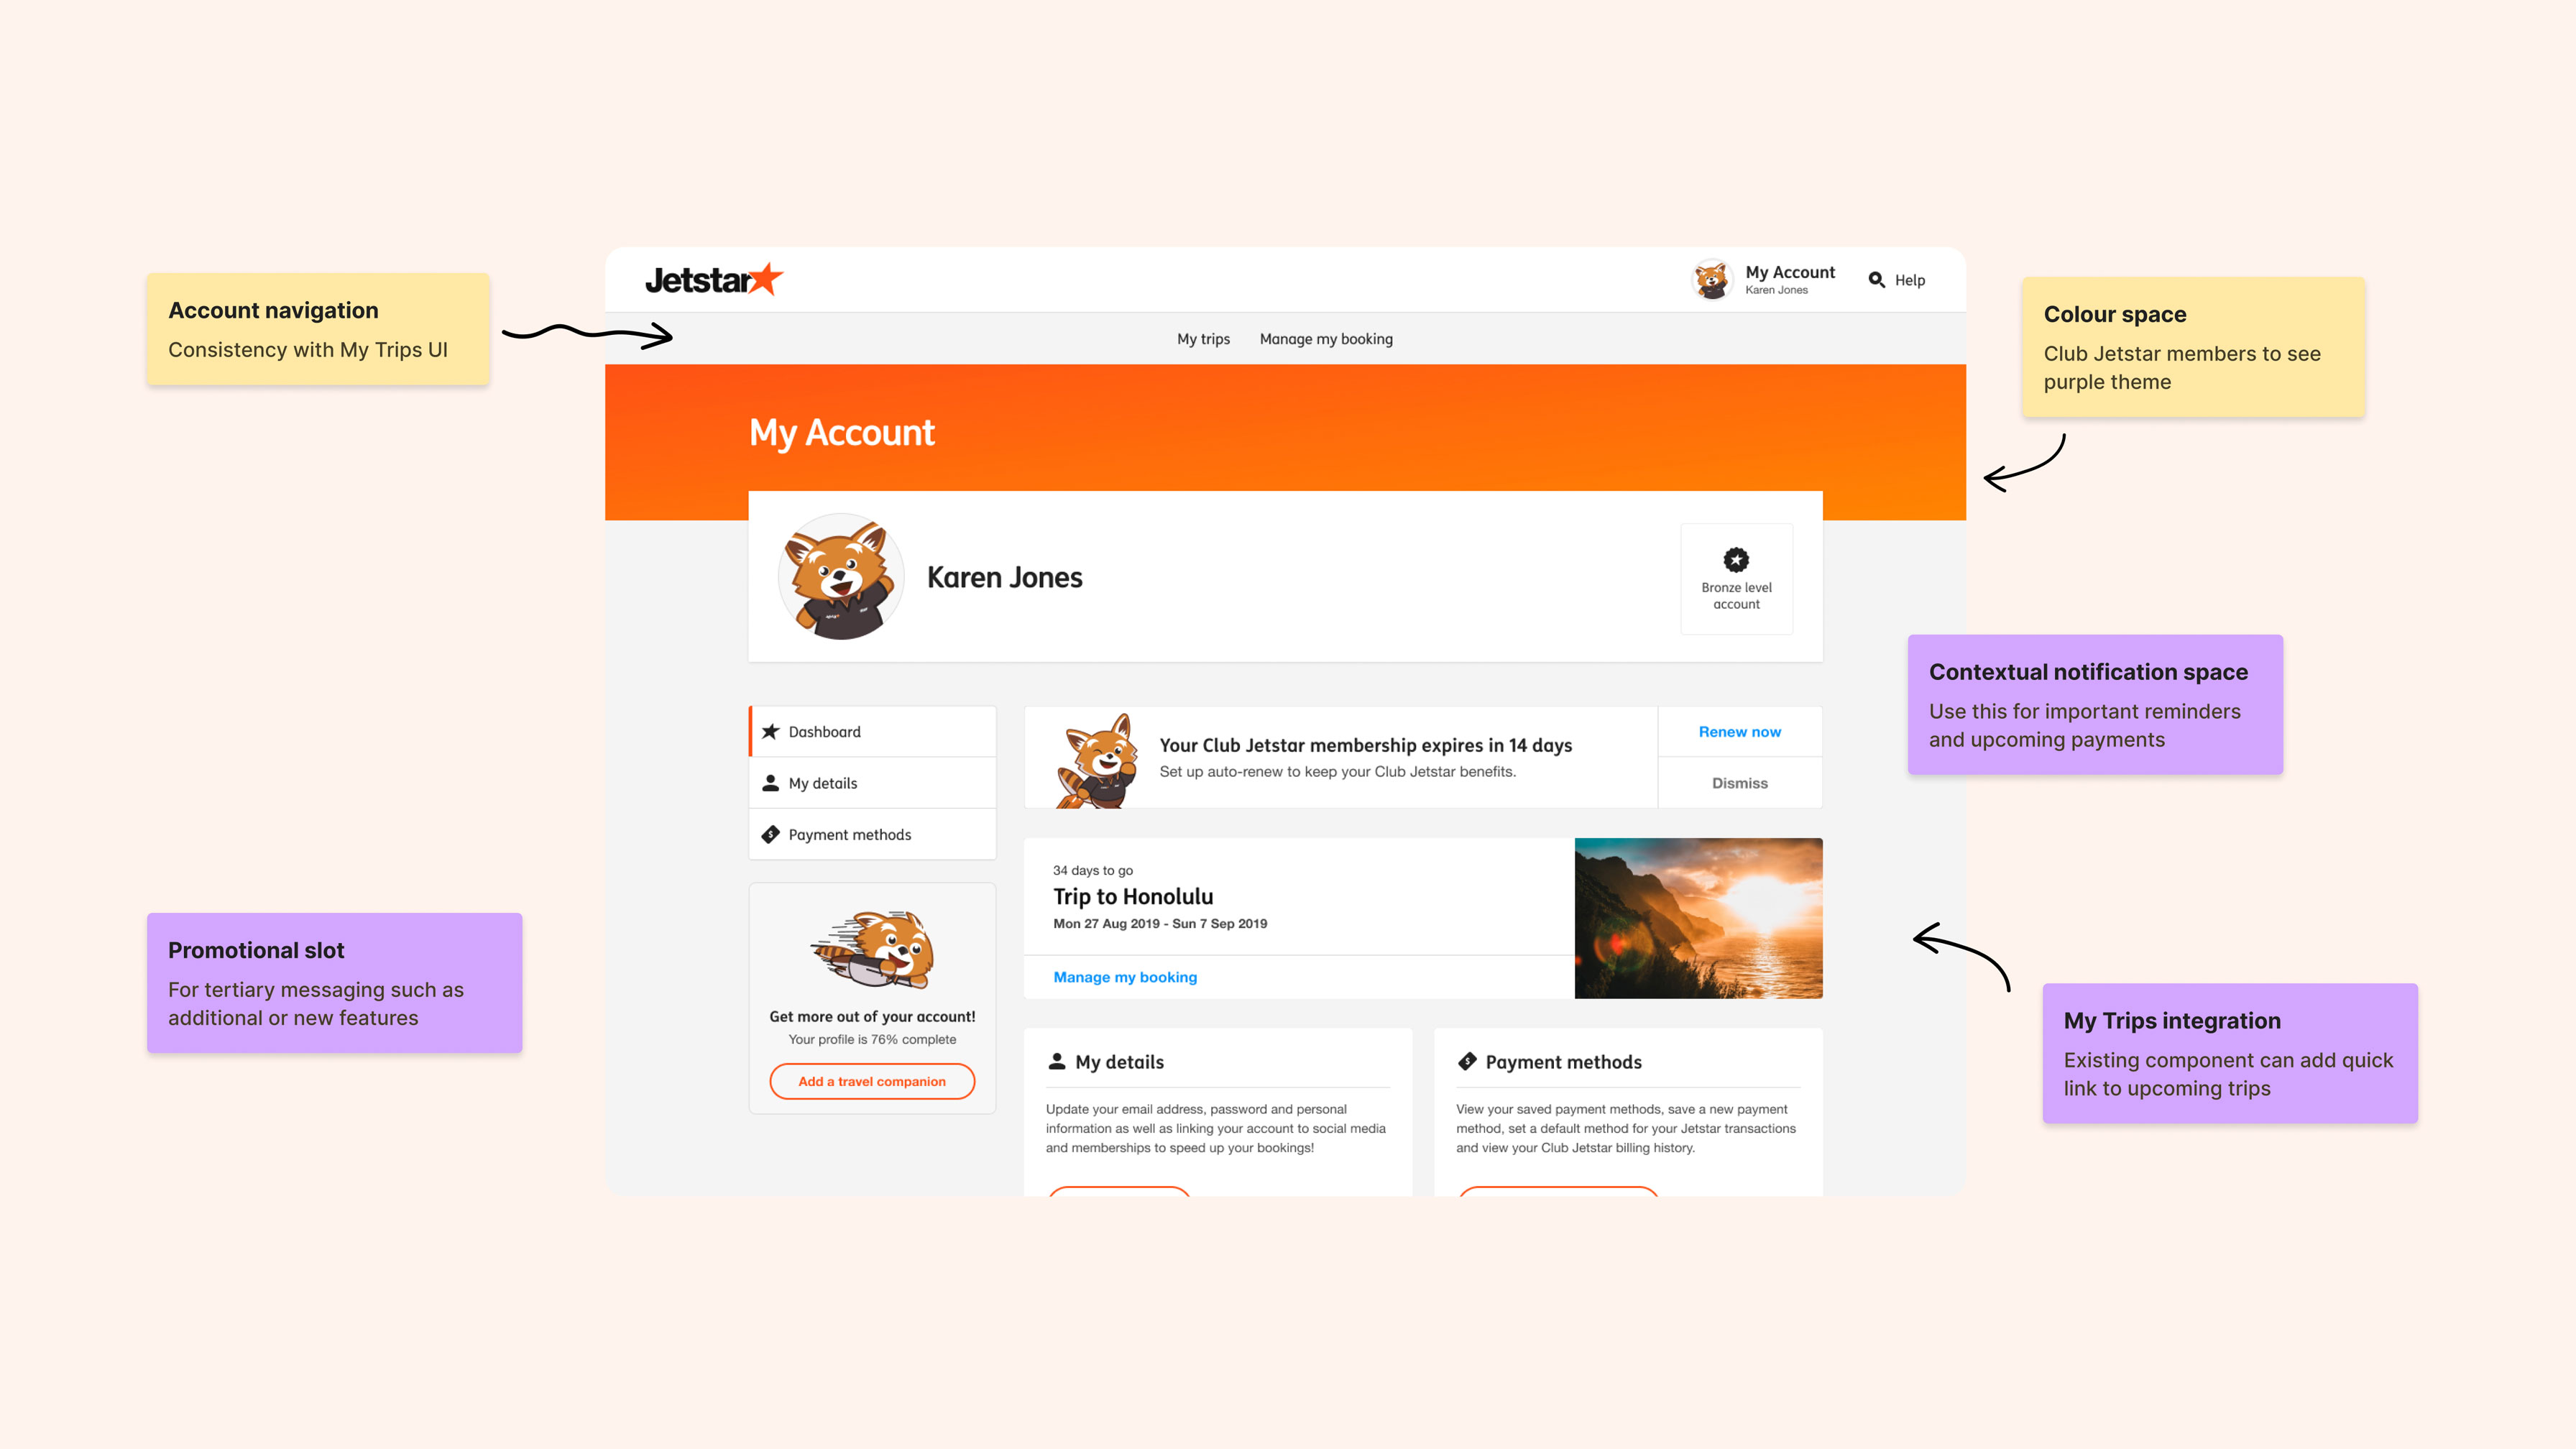 Jetstar
My Account
Karen Jones
Help
My trips
Manage my booking
Account navigation
Consistency with My Trips UI
Colour space
Club Jetstar members to see
purple theme
My Account
Karen Jones
Bronze level
account
Contextual notification space
Use this for important reminders
and upcoming payments
Dashboard
My details
Payment methods
Your Club Jetstar membership expires in 14 days
Set up auto-renew to keep your Club Jetstar benefits.
Renew now
Dismiss
34 days to go
Trip to Honolulu
Mon 27 Aug 2019 - Sun 7 Sep 2019
Manage my booking
Promotional slot
For tertiary messaging such as
additional or new features
Get more out of your account!
Your profile is 76% complete
Add a travel companion
My Trips integration
Existing component can add quick
link to upcoming trips
My details
Update your email address, password and personal
information as well as linking your account to social media
and memberships to speed up your bookings!
$ Payment methods
View your saved payment methods, save a new payment
method, set a default method for your Jetstar transactions
and view your Club Jetstar billing history.